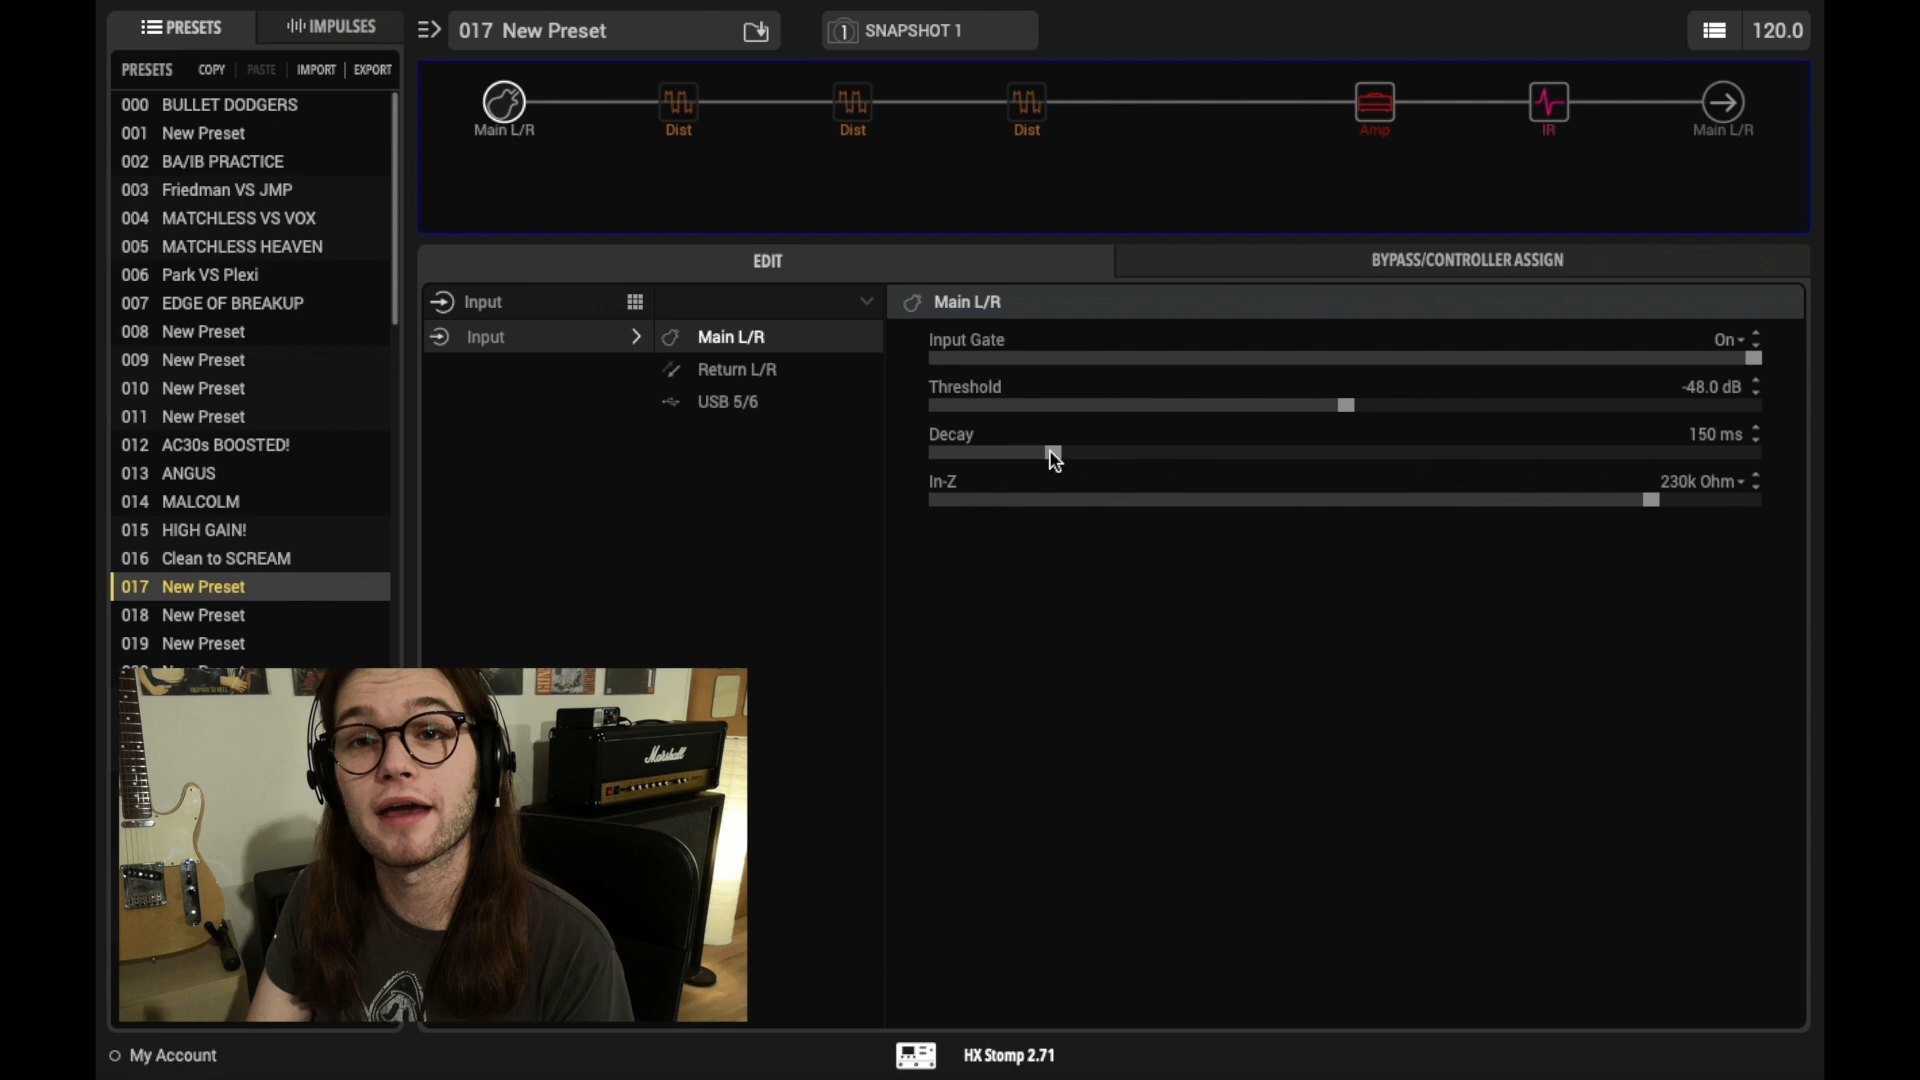 PRESETS
IMPULSES
017 New Preset
1 SNAPSHOT 1
120.0
PRESETS COPY PASTE IMPORT EXPORT
000 BULLET DODGERS
001 New Preset
002 BA/IB PRACTICE
003 Friedman VS JMP
004 MATCHLESS VS VOX
005 MATCHLESS HEAVEN
006 Park VS Plexi
007 EDGE OF BREAKUP
008 New Preset
009 New Preset
010 New Preset
011 New Preset
012 AC30s BOOSTED!
013 ANGUS
014 MALCOLM
015 HIGH GAIN!
016 Clean to SCREAM
017 New Preset
018 New Preset
019 New Preset
Main L/R
Dist
Dist
Dist
Amp
IR
Main L/R
EDIT
BYPASS/CONTROLLER ASSIGN
Input
Input
Main L/R
Return L/R
USB 5/6
Main L/R
Input Gate On
Threshold -48.0 dB
Decay 150 ms
In-Z 230k Ohm
Marshall
My Account
HX Stomp 2.71